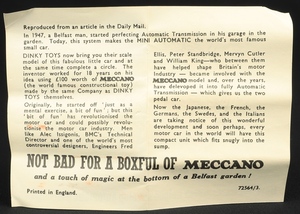 Reproduced from an article in the Daily Mail.
In 1947, a Belfast man, started perfecting Automatic Transmission in his garage in the
garden. Today, this system makes the MINI AUTOMATIC the world's most famous
small car.
DINKY TOYS now bring you their scale
model of this fabulous little car and at
the same time complete a circle. The
inventor worked for 18 years on his
idea using £100 worth of MECCANO
(the world famous constructional toy)
made by the same Company as DINKY
TOYS
Originally, he started off 'just as a
mental exercise, a bit of fun'; but this
'bit of fun' has revolutionised the
motor car and could possibly revolu-
tionise the motor car industry. Men
like Alec Issigonis, BMC's Technical
Director and one of the world's most
controversial designers, Engineers Fred
Ellis, Peter Standbridge, Mervyn Cutler
and William King—who between them
have helped shape Britain's motor
Industry — became involved with the
MECCANO model and, over the years,
have developed it into fully Automatic
Transmission — which gives us the two
pedal car.
Now the Japanese, the French, the
Germans, the Swedes, and the Italians
are taking notice of this wonderful
development and soon perhaps, every
motor car in the world will have this
compact unit which fits snugly into the
sump.
NOT BAD FOR A BOXFUL OF MECCANO
and a touch of magic at the bottom of a Belfast garden!
Printed in England.
72564/3.